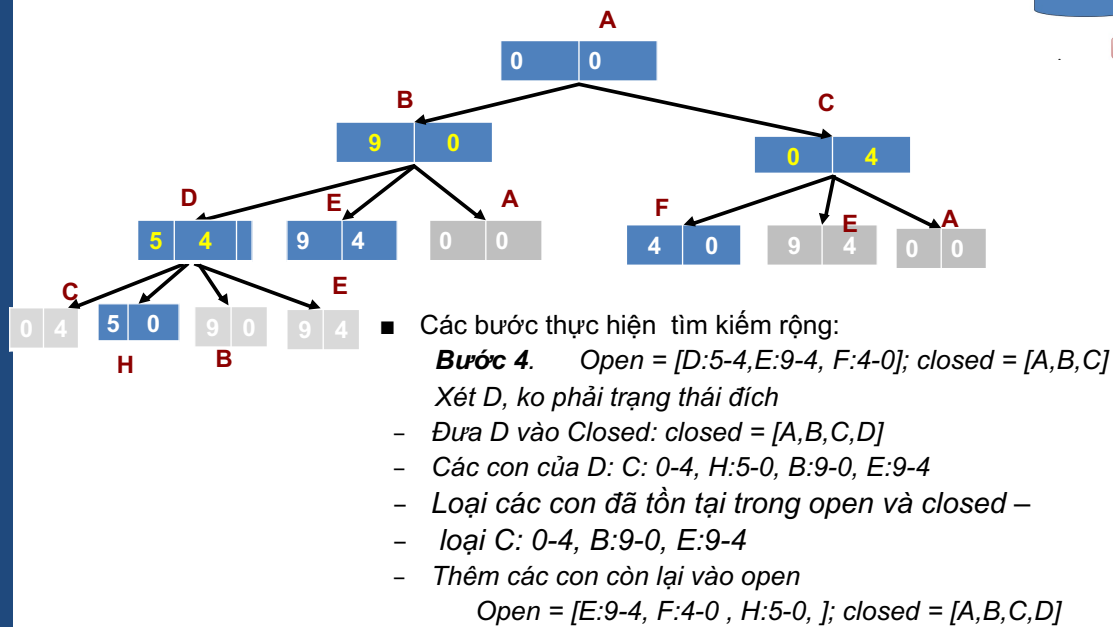 A
0 0
B
C
9 0
0 4
D
E
A
F
E
A
5 4
9 4
0 0
4 0
9 4
0 0
C
E
0 4
5 0
9 0
9 4
H
B
■ Các bước thực hiện tìm kiếm rộng:
Bước 4. Open = [D:5-4,E:9-4, F:4-0]; closed = [A,B,C]
Xét D, ko phải trạng thái đích
– Đưa D vào Closed: closed = [A,B,C,D]
– Các con của D: C: 0-4, H:5-0, B:9-0, E:9-4
– Loại các con đã tồn tại trong open và closed –
– loại C: 0-4, B:9-0, E:9-4
– Thêm các con còn lại vào open
Open = [E:9-4, F:4-0 , H:5-0, ]; closed = [A,B,C,D]